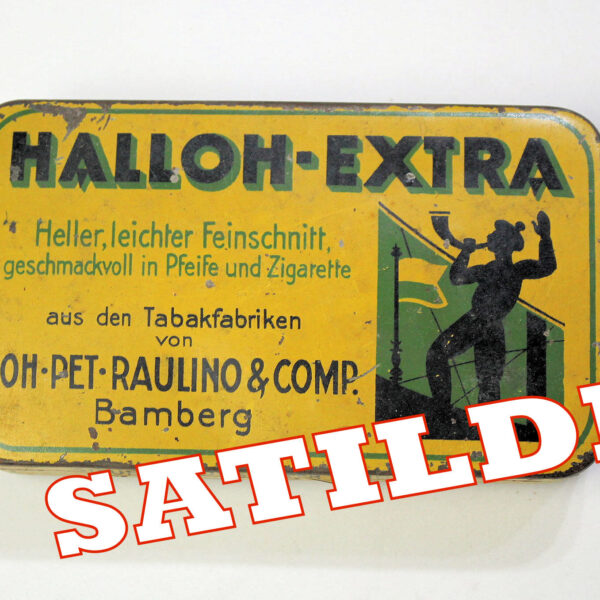 HALLOH-EXTRA
Heller, leichter Feinschnitt,
geschmackvoll in Pfeife und Zigarette
aus den Tabakfabriken
von
OH·PET·RAULINO & COMP.
Bamberg
SATILDI